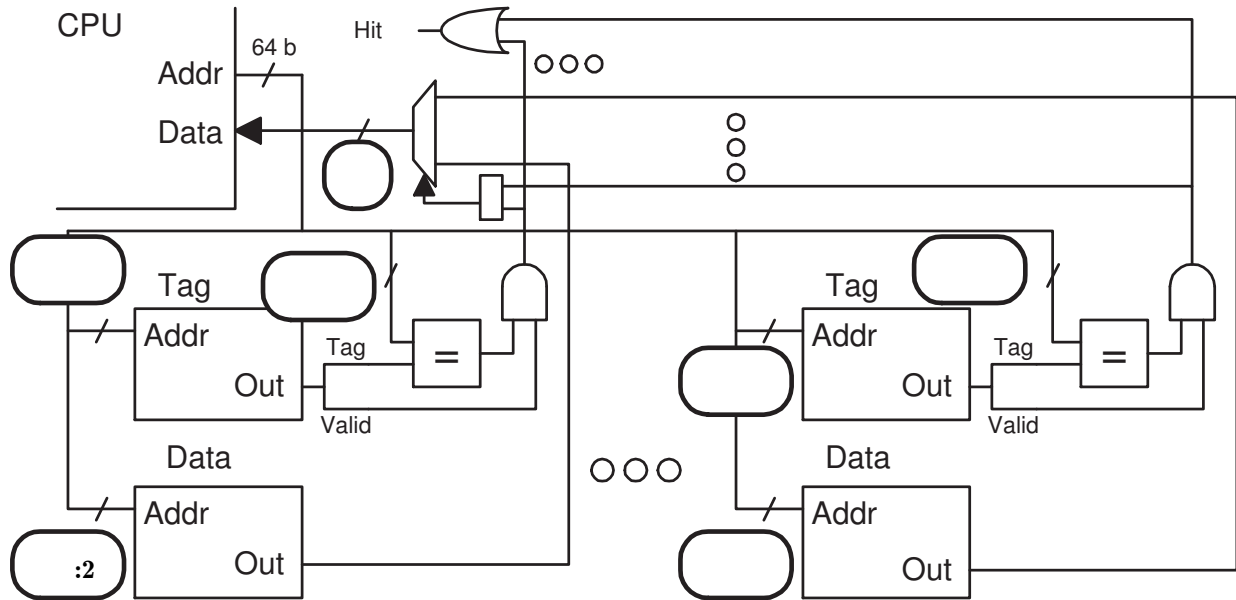 CPU
Hit
64 b
Addr
Data
Tag
Tag
Addr
Tag
=
Out
Valid
Addr
Tag
=
Out
Valid
Data
Data
Addr
Out
:2
Addr
Out